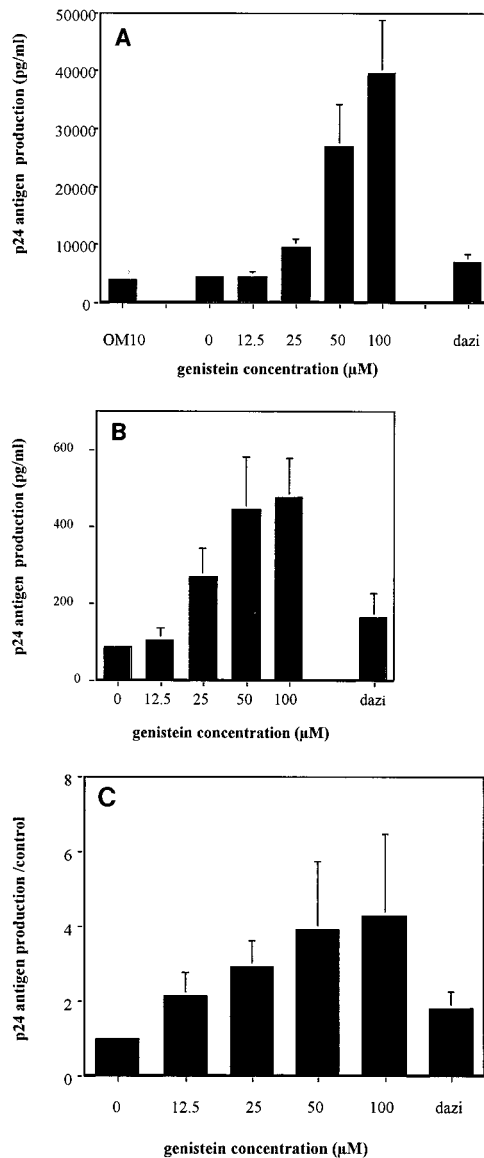 A
p24 antigen production (pg/ml)
50000
40000
30000
20000
10000
0
OM10 0 12.5 25 50 100 dazi
genistein concentration (µM)
B
p24 antigen production (pg/ml)
600
400
200
0
0 12.5 25 50 100 dazi
genistein concentration (µM)
C
p24 antigen production /control
8
6
4
2
0
0 12.5 25 50 100 dazi
genistein concentration (µM)